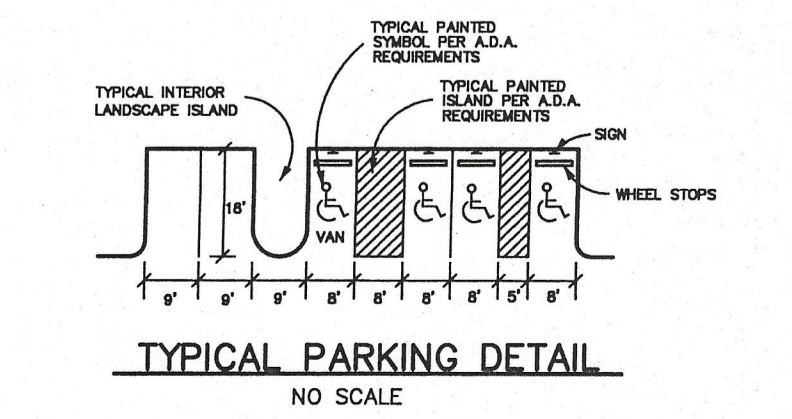 TYPICAL PAINTED
SYMBOL PER A.D.A.
REQUIREMENTS
TYPICAL INTERIOR
LANDSCAPE ISLAND
TYPICAL PAINTED
ISLAND PER A.D.A.
REQUIREMENTS
SIGN
WHEEL STOPS
18'
VAN
9' 9' 9' 8' 8' 8' 8' 5' 8'
TYPICAL PARKING DETAIL
NO SCALE